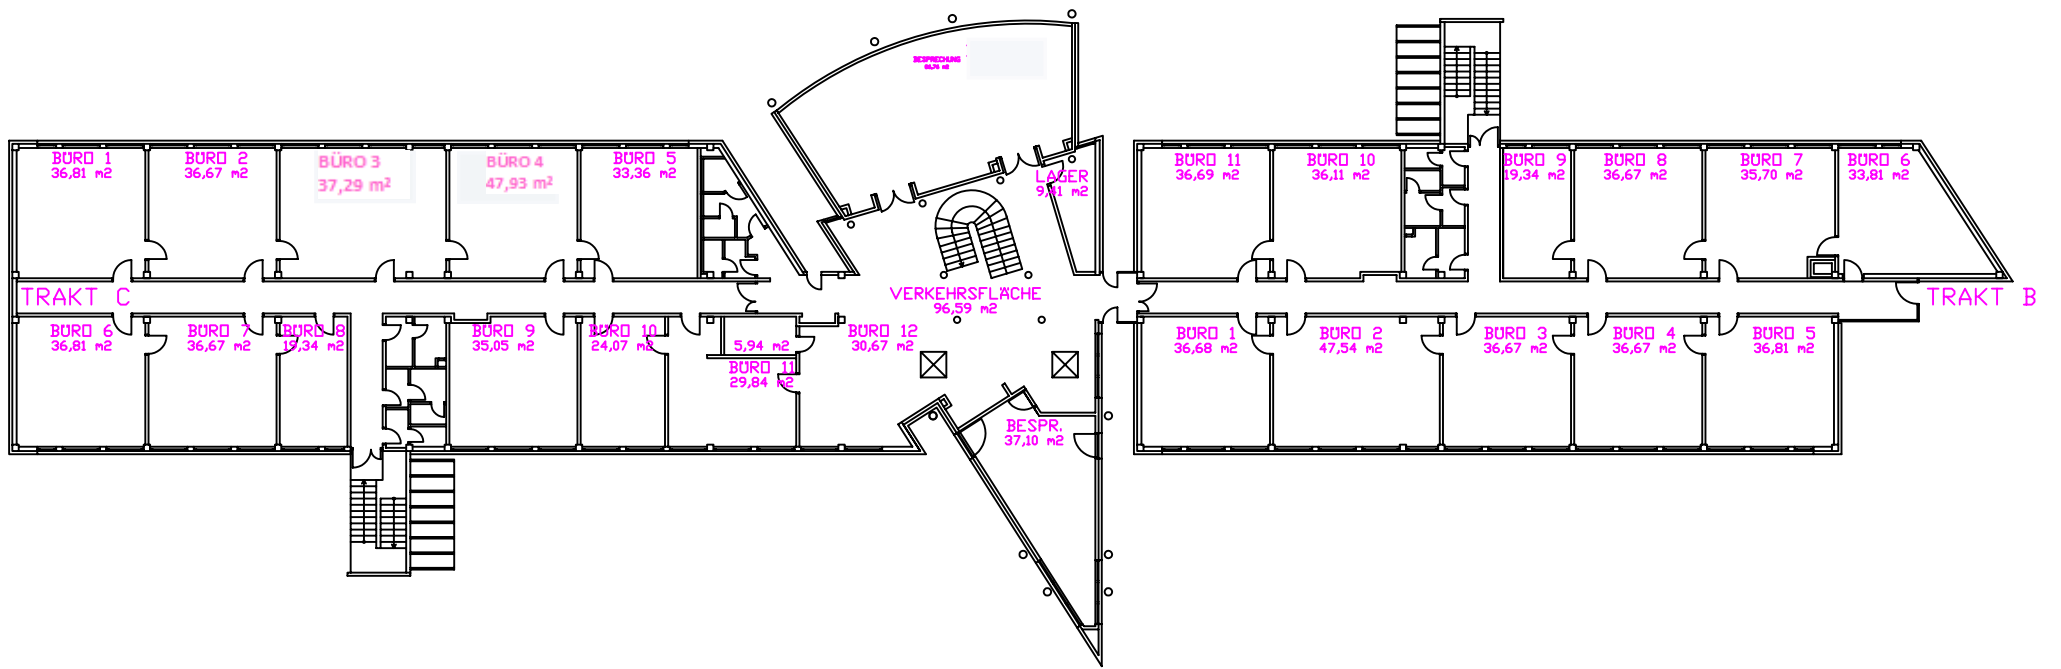 BESPRECHUNG
BÜRO 1
36,81 m2
BÜRO 2
36,67 m2
BÜRO 3
37,29 m²
BÜRO 4
47,93 m²
BÜRO 5
33,36 m2
LAGER
9,41 m2
BÜRO 11
36,69 m2
BÜRO 10
36,11 m2
BÜRO 9
19,34 m2
BÜRO 8
36,67 m2
BÜRO 7
35,70 m2
BÜRO 6
33,81 m2
TRAKT C
VERKEHRSFLÄCHE
96,59 m2
TRAKT B
BÜRO 6
36,81 m2
BÜRO 7
36,67 m2
BÜRO 8
19,34 m2
BÜRO 9
35,05 m2
BÜRO 10
24,07 m2
5,94 m2
BÜRO 11
29,84 m2
BÜRO 12
30,67 m2
BESPR.
37,10 m2
BÜRO 1
36,68 m2
BÜRO 2
47,54 m2
BÜRO 3
36,67 m2
BÜRO 4
36,67 m2
BÜRO 5
36,81 m2